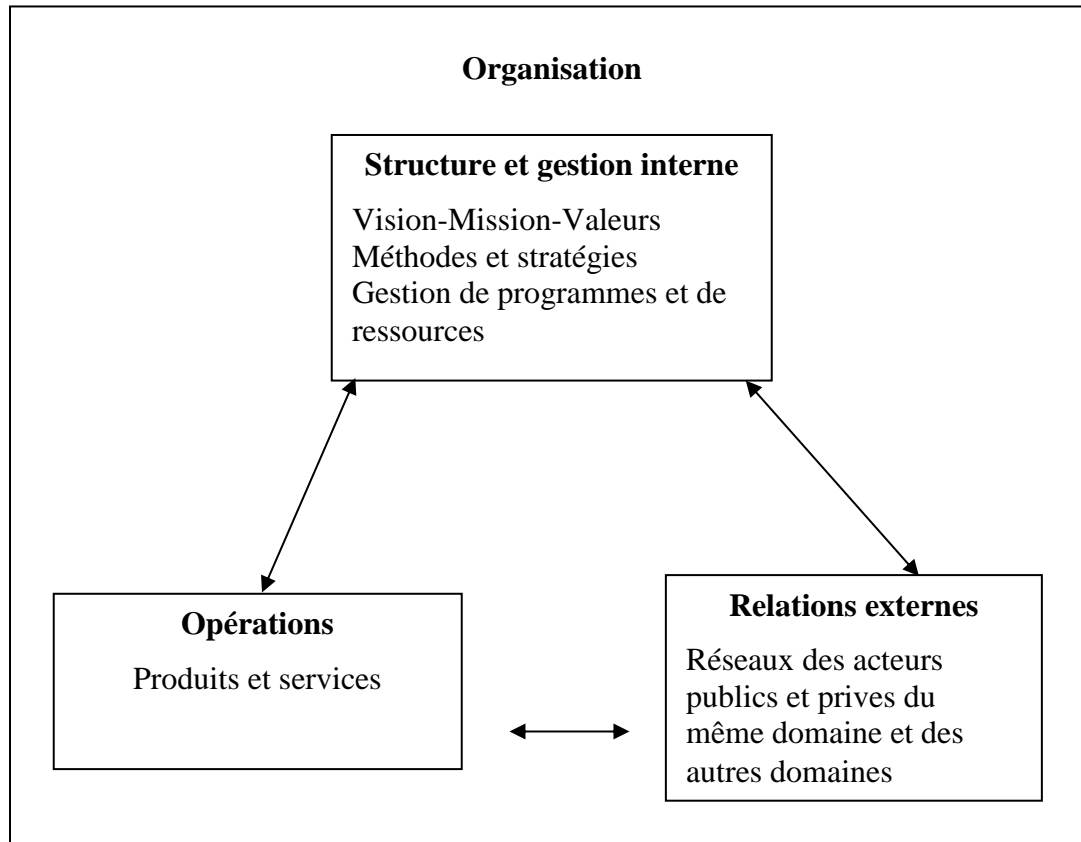 Organisation
Structure et gestion interne
Vision-Mission-Valeurs
Méthodes et stratégies
Gestion de programmes et de
ressources
Opérations
Produits et services
Relations externes
Réseaux des acteurs
publics et prives du
même domaine et des
autres domaines